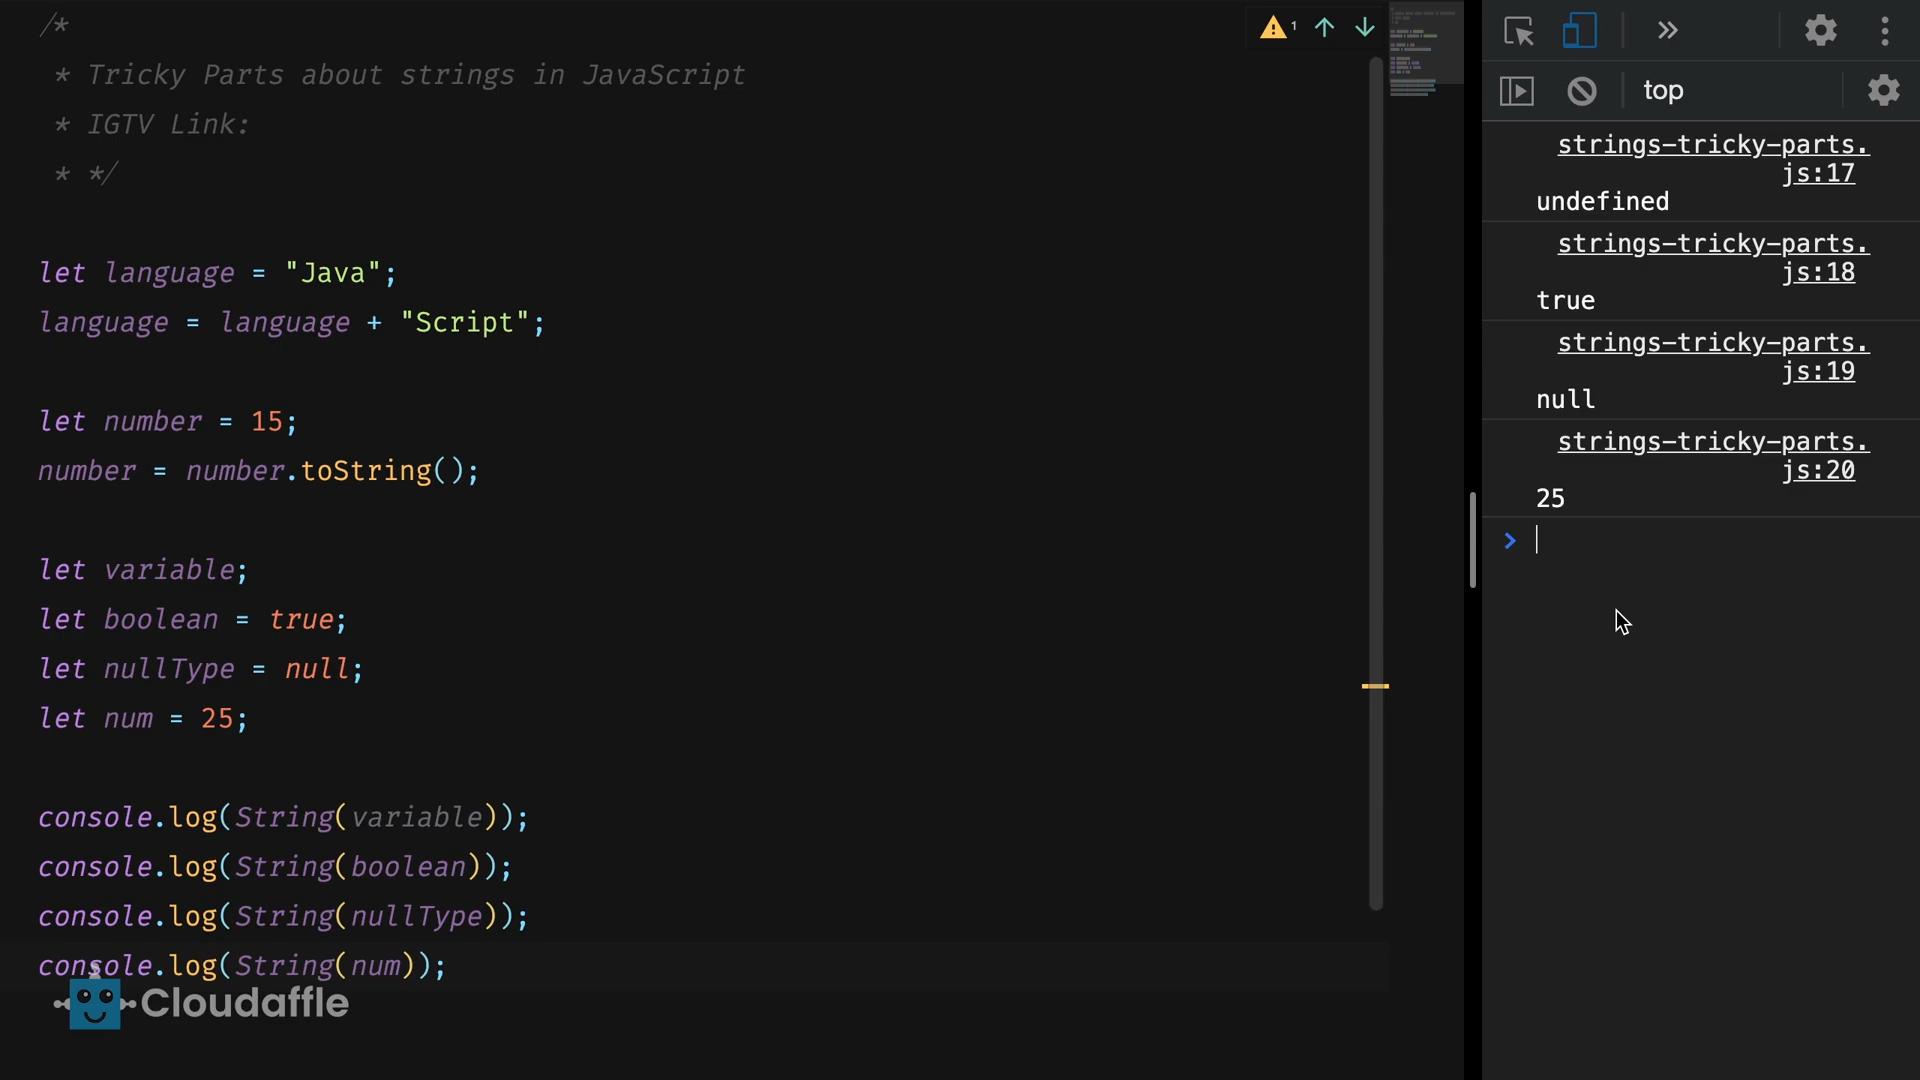 /*
* Tricky Parts about strings in JavaScript
* IGTV Link:
* */
let language = "Java";
language = language + "Script";
let number = 15;
number = number.toString();
let variable;
let boolean = true;
let nullType = null;
let num = 25;
console.log(String(variable));
console.log(String(boolean));
console.log(String(nullType));
console.log(String(num));
Cloudaffle
1
top
strings-tricky-parts.
js:17
undefined
strings-tricky-parts.
js:18
true
strings-tricky-parts.
js:19
null
strings-tricky-parts.
js:20
25